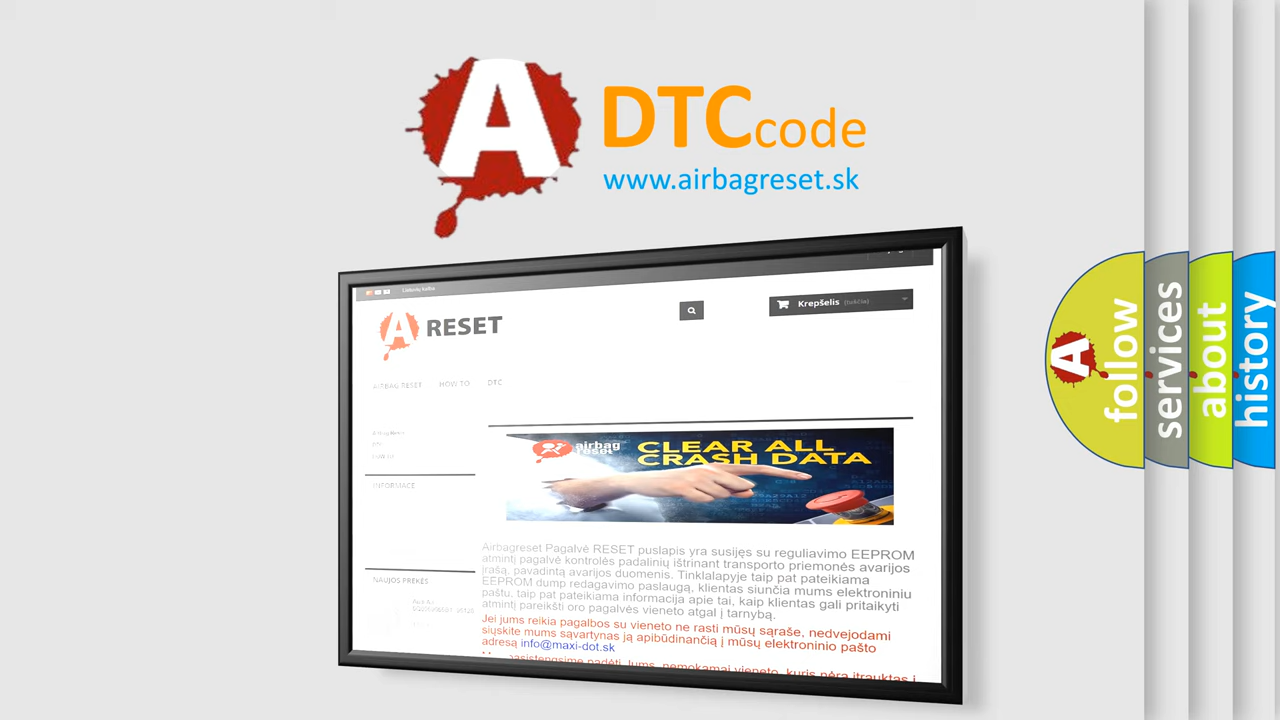 A
DTC code
www.airbagreset.sk
Lietuvių kalba
A RESET
Krepšelis (tuščia)
AIRBAG RESET HOW TO DTC
INFORMACE
airbag
reset
CLEAR ALL
CRASH DATA
Airbagreset Pagalvė RESET puslapis yra susijęs su reguliavimo EEPROM
atmintį pagalvė kontrolės padalinių ištrinant transporto priemonės avarijos
įrašą, pavadintą avarijos duomenis. Tinklalapyje taip pat pateikiama
EEPROM dump redagavimo paslaugą, klientas siunčia mums elektroniniu
paštu, taip pat pateikiama informacija apie tai, kaip klientas gali pritaikyti
atmintį pareikšti oro pagalvės vieneto atgal į tarnybą.
Jei jums reikia pagalbos su vieneto ne rasti mūsų sąraše, nedvejodami
siųskite mums sąvartynas ją apibūdinančią į mūsų elektroninio pašto
adresą info@maxi-dot.sk
NAUJOS PREKĖS
A
follow
services
about
history